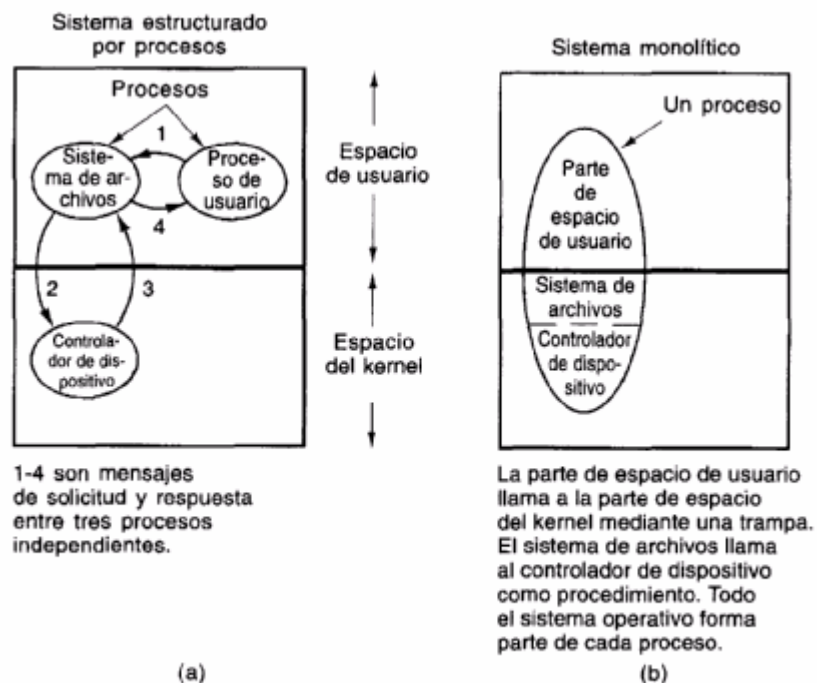 Sistema estructurado
por procesos
Procesos
1
Siste-
ma de ar-
chivos
Proce-
so de
usuario
4
2
3
Controla-
dor de dis-
positivo
Espacio
de usuario
Espacio
del kernel
1-4 son mensajes
de solicitud y respuesta
entre tres procesos
independientes.
(a)
Sistema monolítico
Un proceso
Parte
de
espacio
de usuario
Sistema de
archivos
Controlador
de dispo-
sitivo
La parte de espacio de usuario
llama a la parte de espacio
del kernel mediante una trampa.
El sistema de archivos llama
al controlador de dispositivo
como procedimiento. Todo
el sistema operativo forma
parte de cada proceso.
(b)